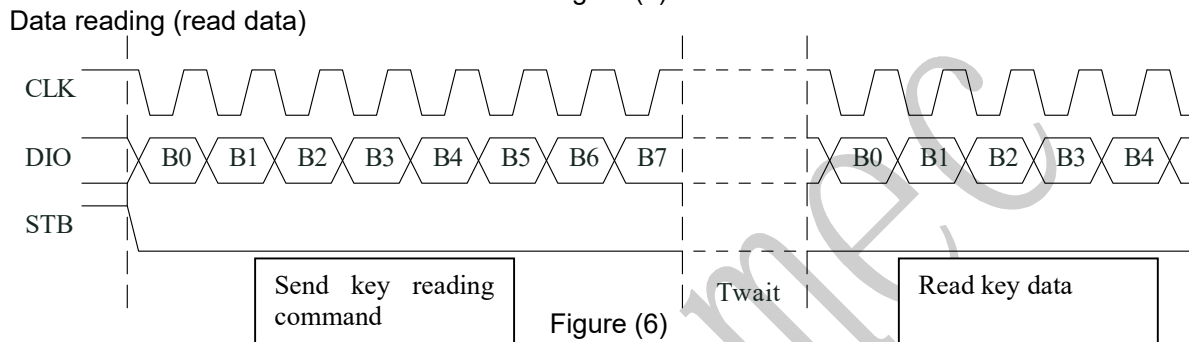 Data reading (read data)
CLK
DIO B0 B1 B2 B3 B4 B5 B6 B7 B0 B1 B2 B3 B4
STB
Send key reading
command
Twait
Read key data
Figure (6)